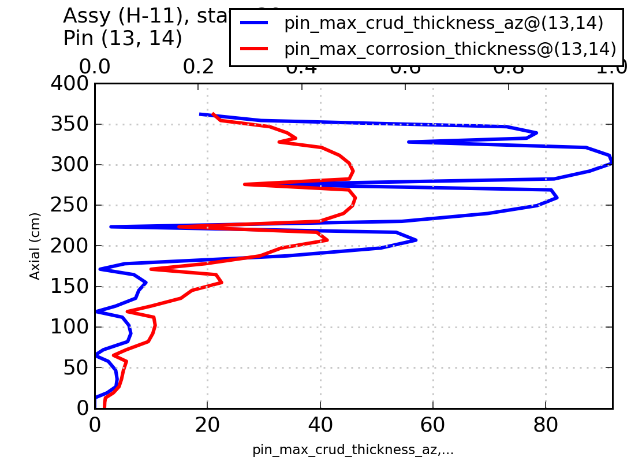 Assy (H-11), sta
Pin (13, 14)
pin_max_crud_thickness_az@(13,14)
pin_max_corrosion_thickness@(13,14)
0.0 0.2 0.6 0.8 1.0
400
350
300
250
200
150
100
50
0
Axial (cm)
0 20 40 60 80
pin_max_crud_thickness_az,...